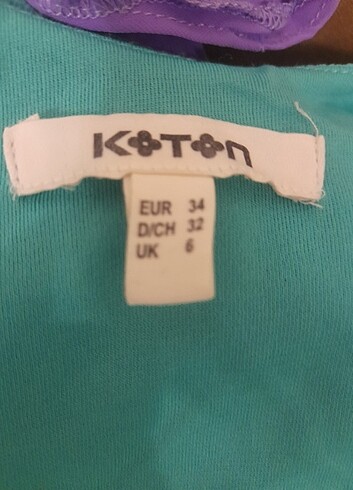 KOTON
EUR 34
D/CH 32
UK 6